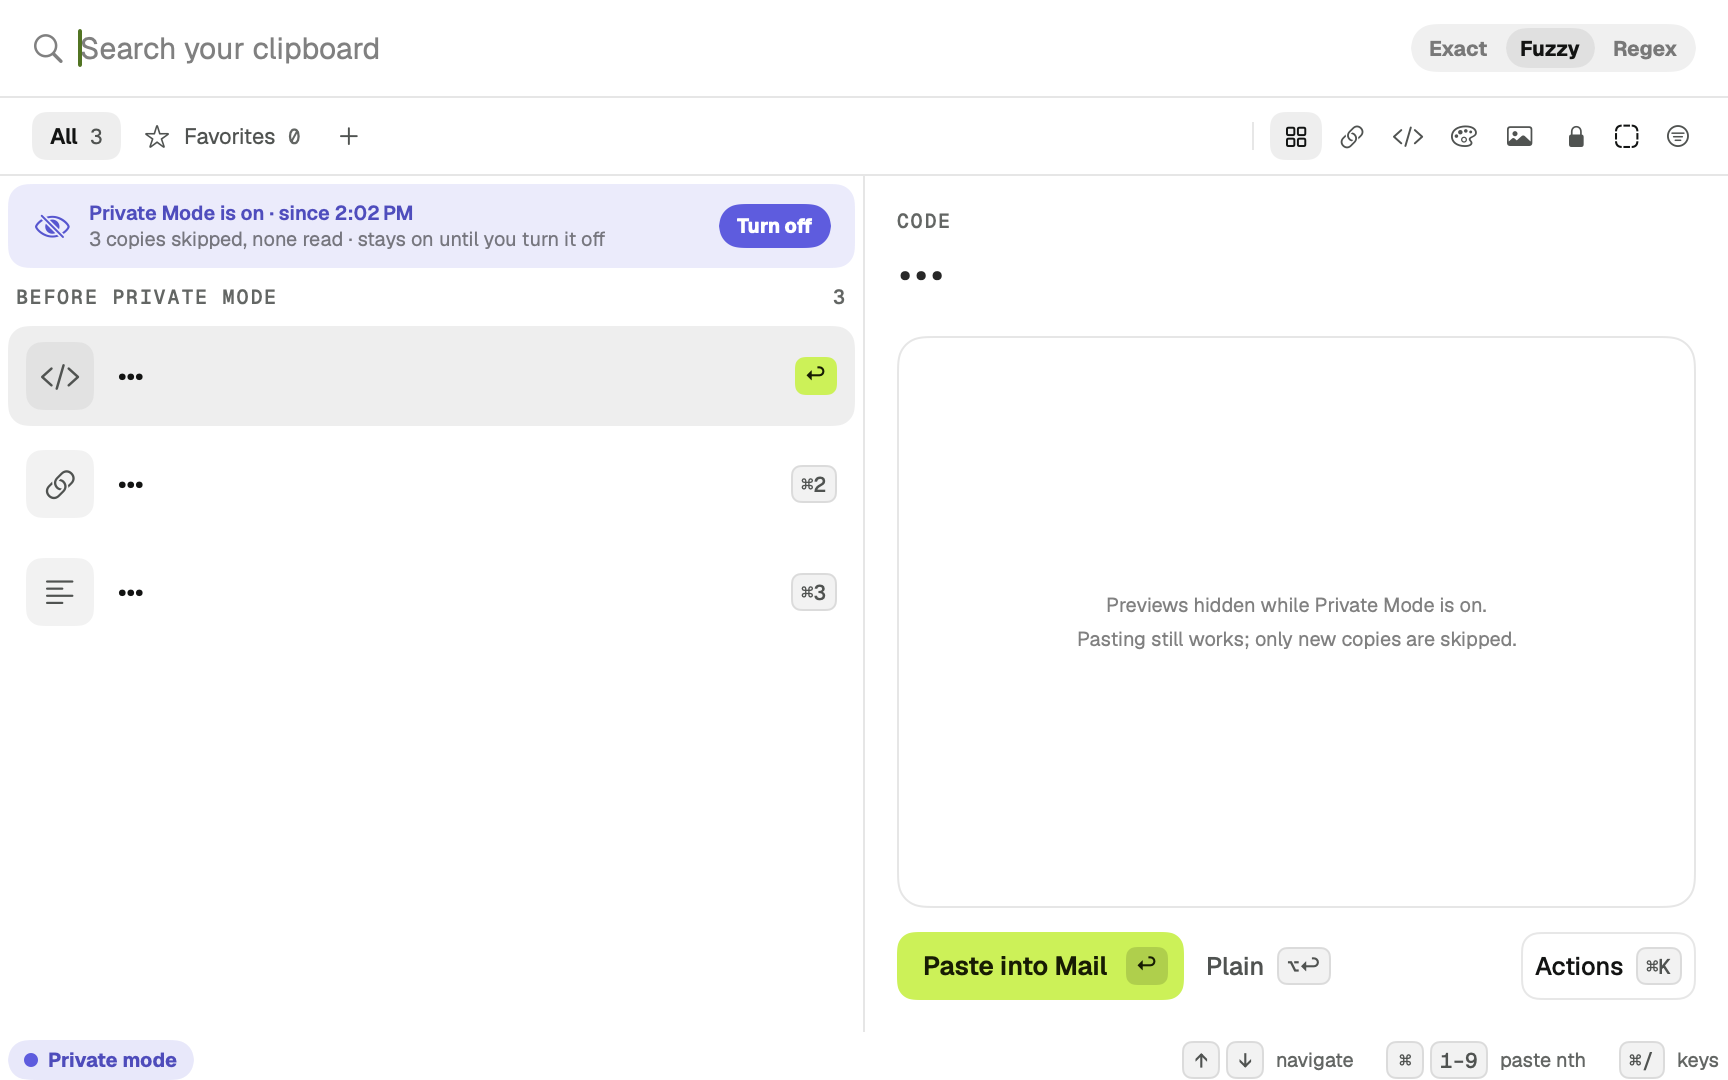 Search your clipboard
Exact Fuzzy Regex
All 3 Favorites 0 +
Private Mode is on · since 2:02 PM
3 copies skipped, none read · stays on until you turn it off
Turn off
BEFORE PRIVATE MODE 3
•••
•••
⌘2
•••
⌘3
CODE
•••
Previews hidden while Private Mode is on.
Pasting still works; only new copies are skipped.
Paste into Mail ↩ Plain ⌥↩ Actions ⌘K
Private mode
↑ ↓ navigate ⌘ 1–9 paste nth ⌘/ keys